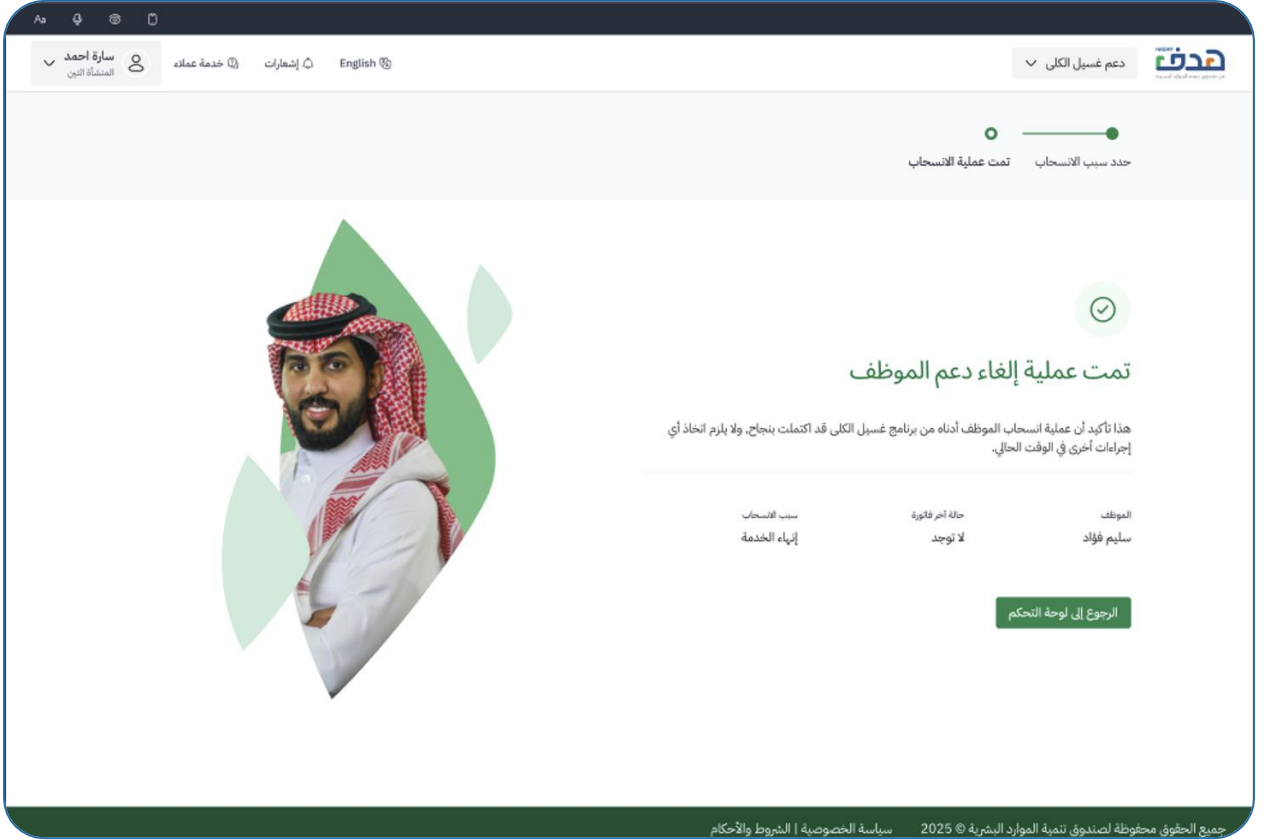 Aa
هدف
دعم غسيل الكلى
English
إشعارات
خدمة عملاء
سارة احمد
حدد سبب الانسحاب
تمت عملية الانسحاب
تمت عملية إلغاء دعم الموظف
هذا تأكيد أن عملية انسحاب الموظف أدناه من برنامج غسيل الكلى قد اكتملت بنجاح, ولا يلزم اتخاذ أي
إجراءات أخرى في الوقت الحالي.
الموظف حالة آخر فاتورة سبب الانسحاب
سليم فؤاد لا توجد إنهاء الخدمة
الرجوع إلى لوحة التحكم
جميع الحقوق محفوظة لصندوق تنمية الموارد البشرية © 2025 سياسة الخصوصية | الشروط والأحكام